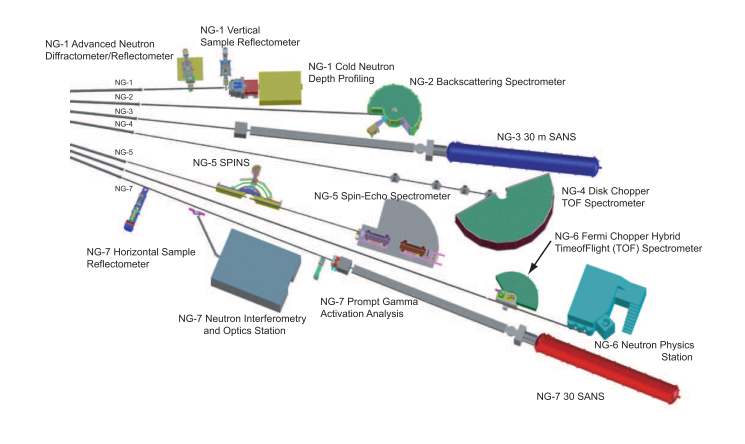 NG-1 Vertical
Sample Reflectometer
NG-1 Advanced Neutron
Diffractometer/Reflectometer
NG-1 Cold Neutron
Depth Profiling
NG-2 Backscattering Spectrometer
NG-1
NG-2
NG-3
NG-4
NG-5
NG-7
NG-3 30 m SANS
NG-5 SPINS
NG-5 Spin-Echo Spectrometer
NG-4 Disk Chopper
TOF Spectrometer
NG-6 Fermi Chopper Hybrid
TimeofFlight (TOF) Spectrometer
NG-7 Horizontal Sample
Reflectometer
NG-7 Neutron Interferometry
and Optics Station
NG-7 Prompt Gamma
Activation Analysis
NG-6 Neutron Physics
Station
NG-7 30 SANS